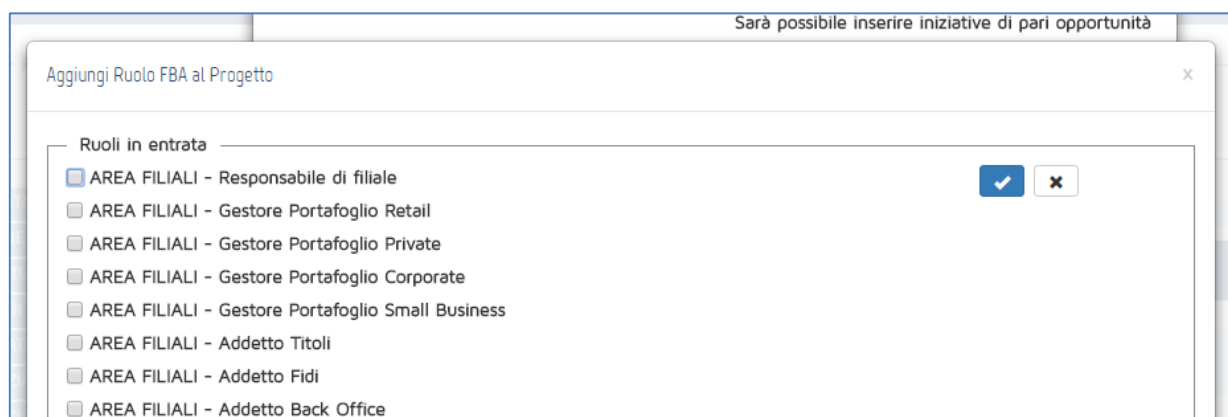 Sarà possibile inserire iniziative di pari opportunità
Aggiungi Ruolo FBA al Progetto
x
Ruoli in entrata
AREA FILIALI - Responsabile di filiale
AREA FILIALI - Gestore Portafoglio Retail
AREA FILIALI - Gestore Portafoglio Private
AREA FILIALI - Gestore Portafoglio Corporate
AREA FILIALI - Gestore Portafoglio Small Business
AREA FILIALI - Addetto Titoli
AREA FILIALI - Addetto Fidi
AREA FILIALI - Addetto Back Office